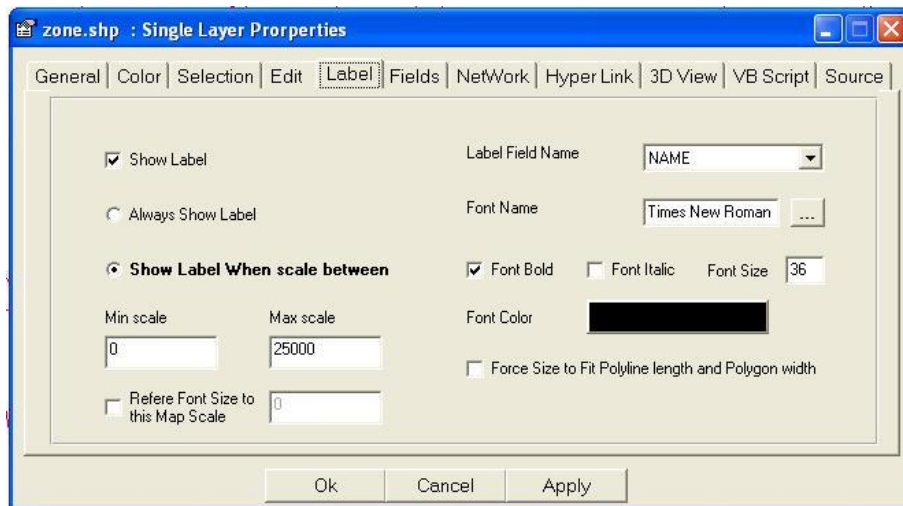 zone.shp : Single Layer Prorperties
General Color Selection Edit Label Fields NetWork Hyper Link 3D View VB Script Source
Show Label
Label Field Name
NAME
Always Show Label
Font Name
Times New Roman
...
Show Label When scale between
Font Bold
Font Italic
Font Size
36
Min scale
Max scale
Font Color
0
25000
Force Size to Fit Polyline length and Polygon width
Refere Font Size to
this Map Scale
0
Ok
Cancel
Apply